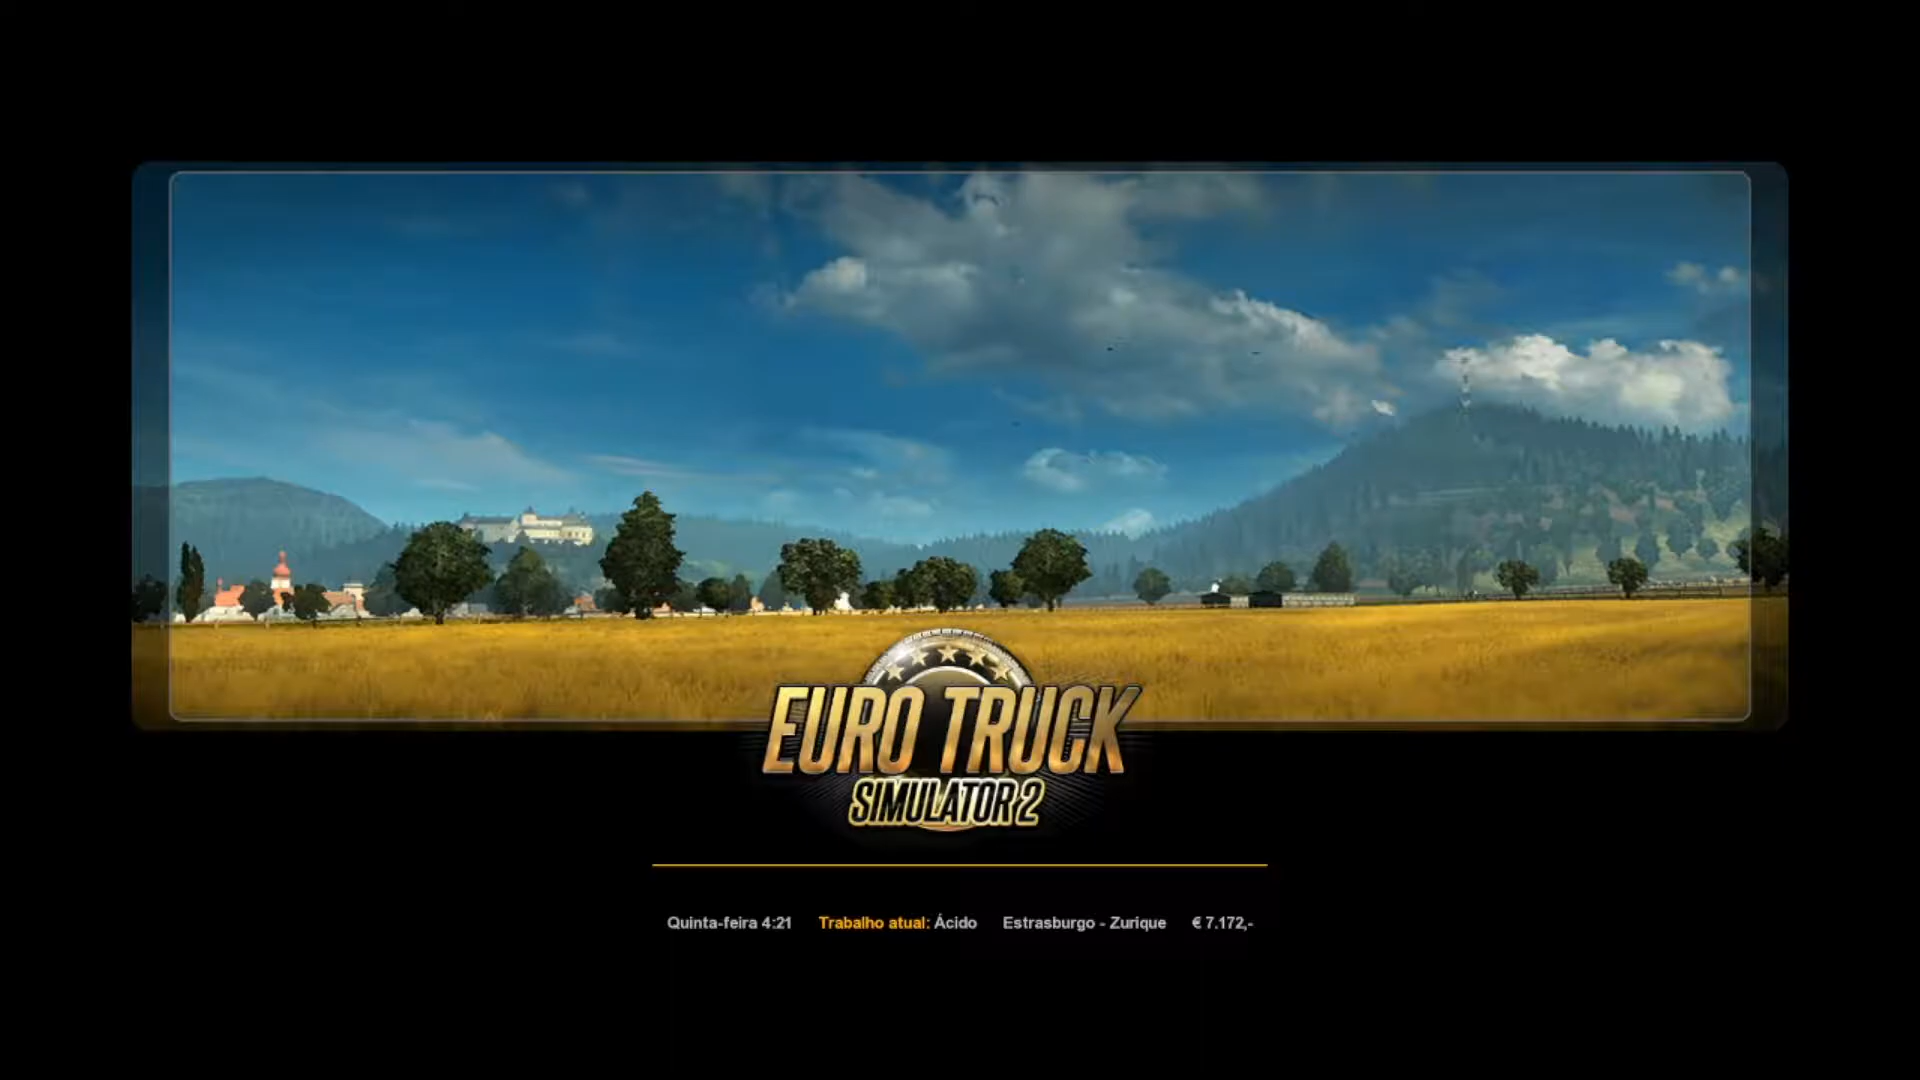 EURO TRUCK
SIMULATOR 2
Quinta-feira 4:21 Trabalho atual: Ácido Estrasburgo - Zurique € 7.172,-